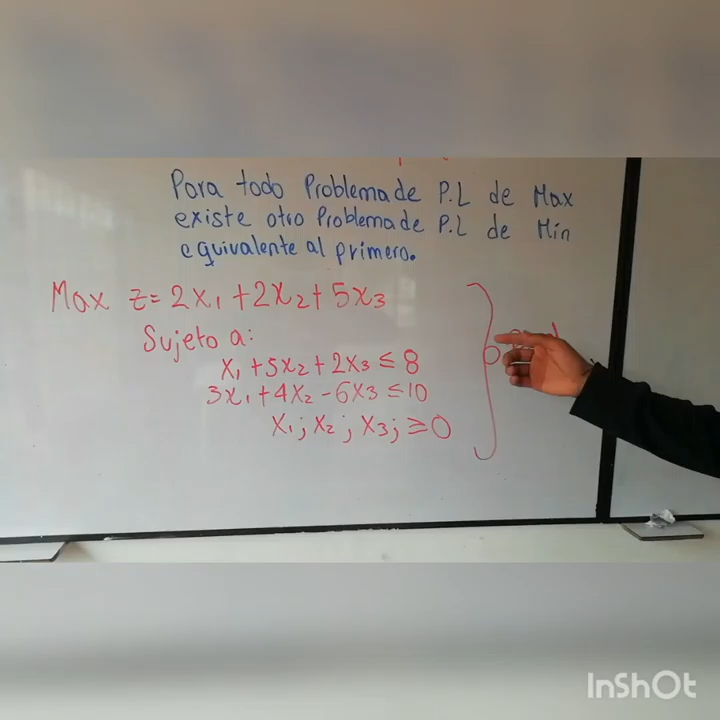 Para todo Problema de P.L de Max
existe otro Problema de P.L de Min
equivalente al primero.
Max z = 2x₁ + 2x₂ + 5x₃
Sujeto a:
x₁ + 5x₂ + 2x₃ ≤ 8
3x₁ + 4x₂ - 6x₃ ≤ 10
x₁ ; x₂ ; x₃ ; ≥ 0
InShOt